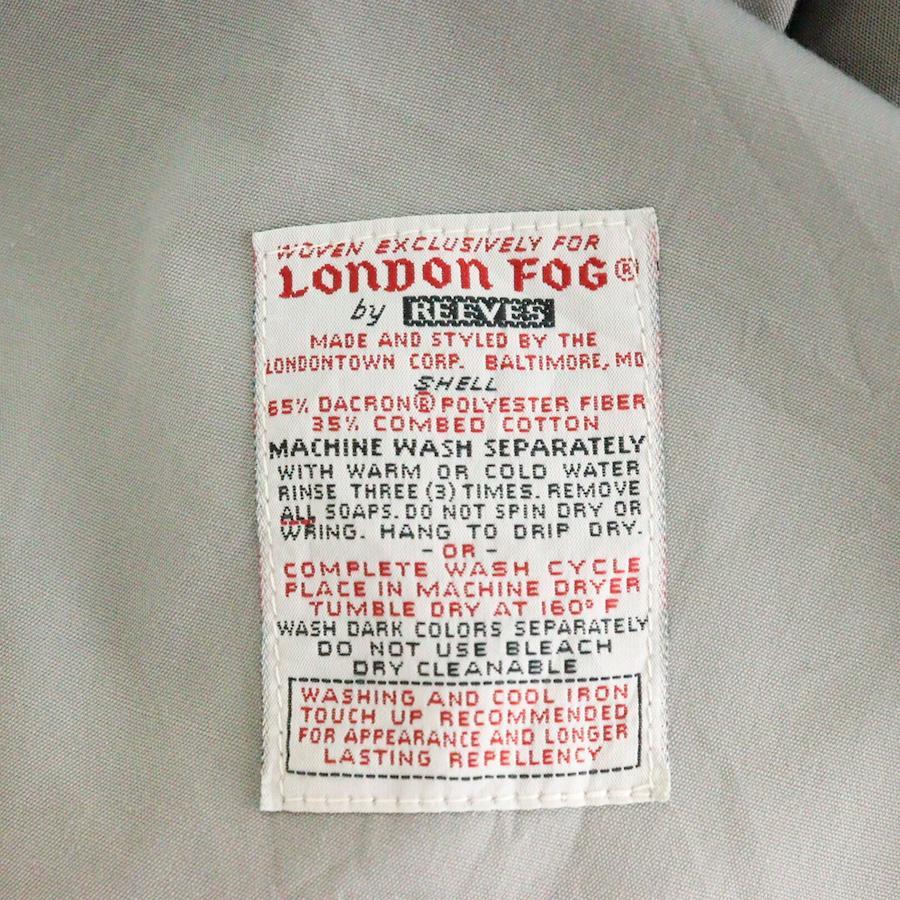 WOVEN EXCLUSIVELY FOR
LONDON FOG®
by REEVES
MADE AND STYLED BY THE
LONDONTOWN CORP. BALTIMORE, MD
SHELL
65% DACRON® POLYESTER FIBER
35% COMBED COTTON
MACHINE WASH SEPARATELY
WITH WARM OR COLD WATER
RINSE THREE (3) TIMES. REMOVE
ALL SOAPS. DO NOT SPIN DRY OR
WRING. HANG TO DRIP DRY.
- OR -
COMPLETE WASH CYCLE
PLACE IN MACHINE DRYER
TUMBLE DRY AT 160° F
WASH DARK COLORS SEPARATELY
DO NOT USE BLEACH
DRY CLEANABLE
WASHING AND COOL IRON
TOUCH UP RECOMMENDED
FOR APPEARANCE AND LONGER
LASTING REPELLENCY